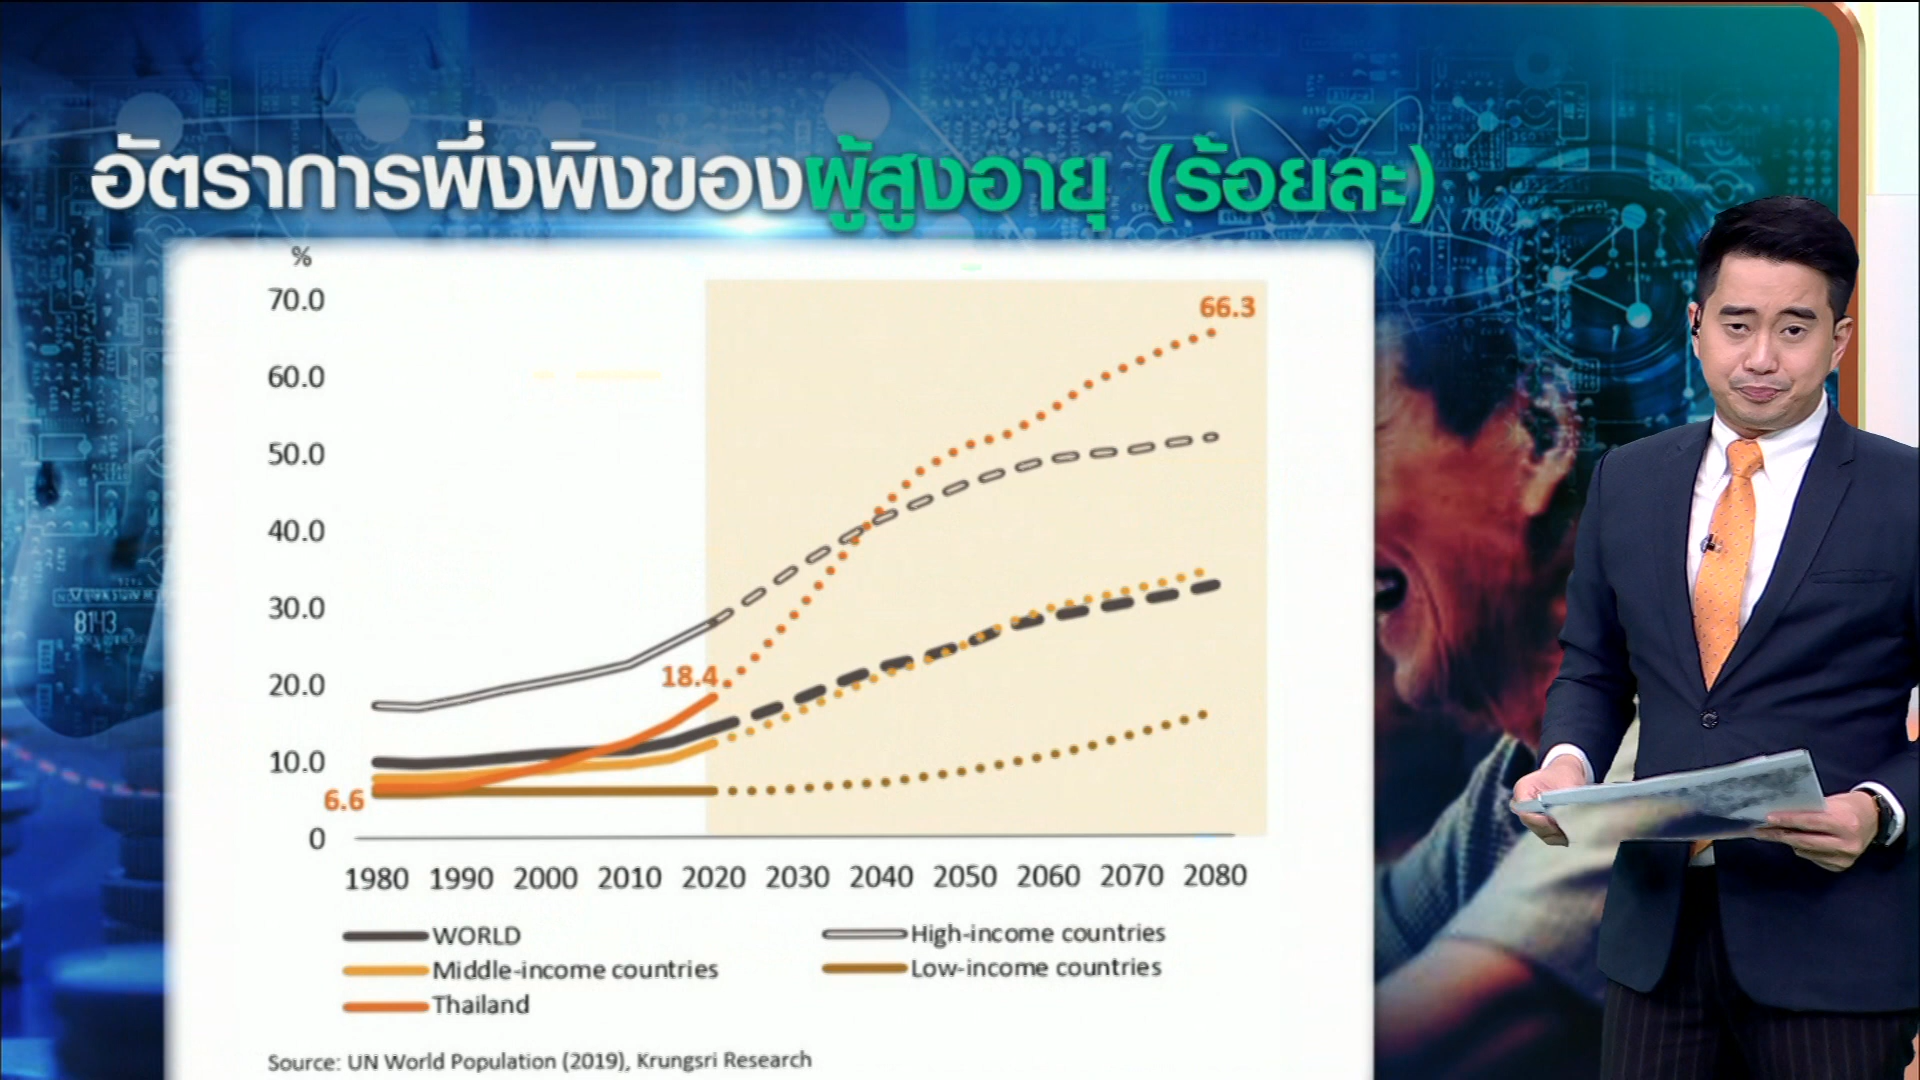 อัตราการพึ่งพิงของผู้สูงอายุ (ร้อยละ)
%
70.0
60.0
50.0
40.0
30.0
20.0
10.0
0
66.3
18.4
6.6
1980 1990 2000 2010 2020 2030 2040 2050 2060 2070 2080
WORLD
High-income countries
Middle-income countries
Low-income countries
Thailand
Source: UN World Population (2019), Krungsri Research
8143